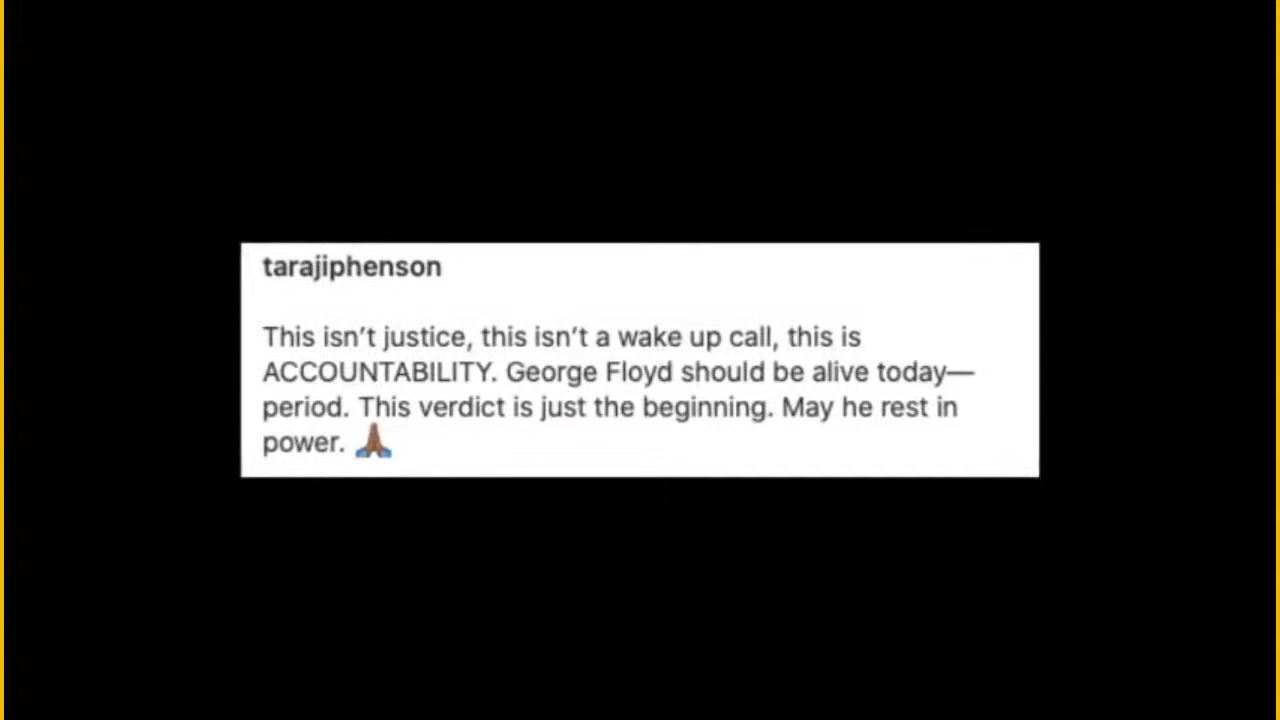 tarajiphenson
This isn’t justice, this isn’t a wake up call, this is
ACCOUNTABILITY. George Floyd should be alive today—
period. This verdict is just the beginning. May he rest in
power. 🙏🏾